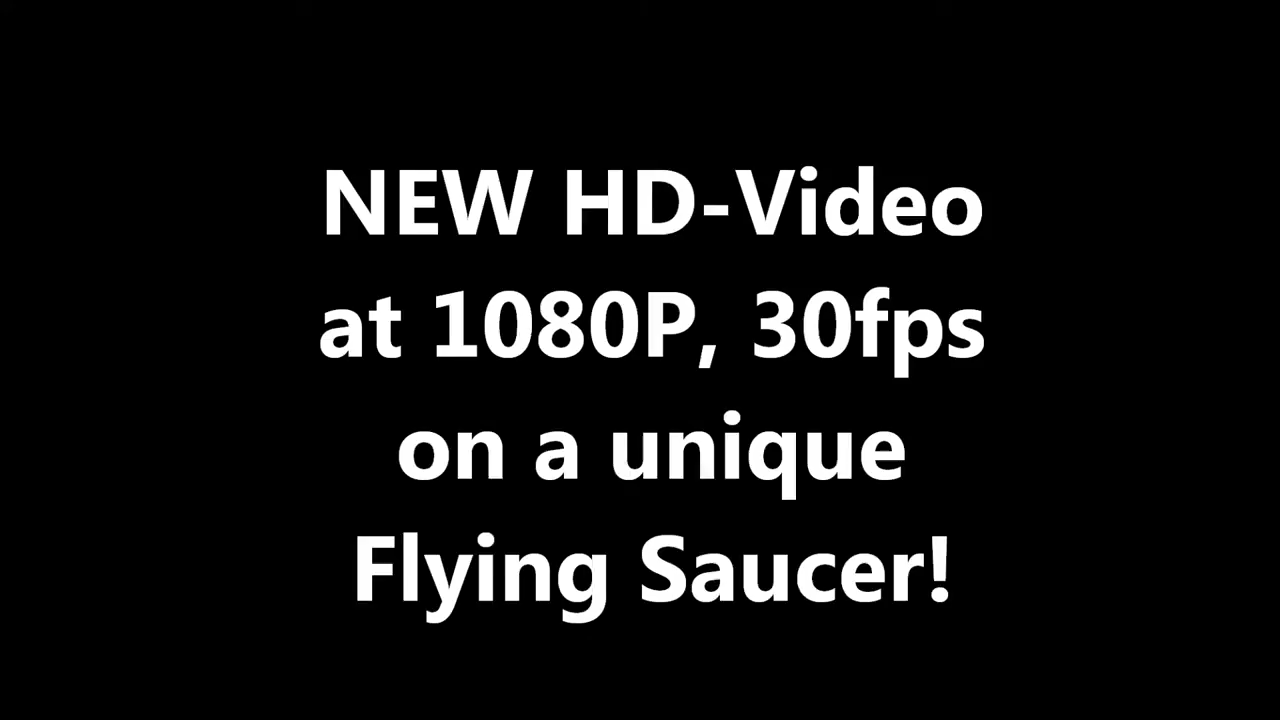 NEW HD-Video
at 1080P, 30fps
on a unique
Flying Saucer!